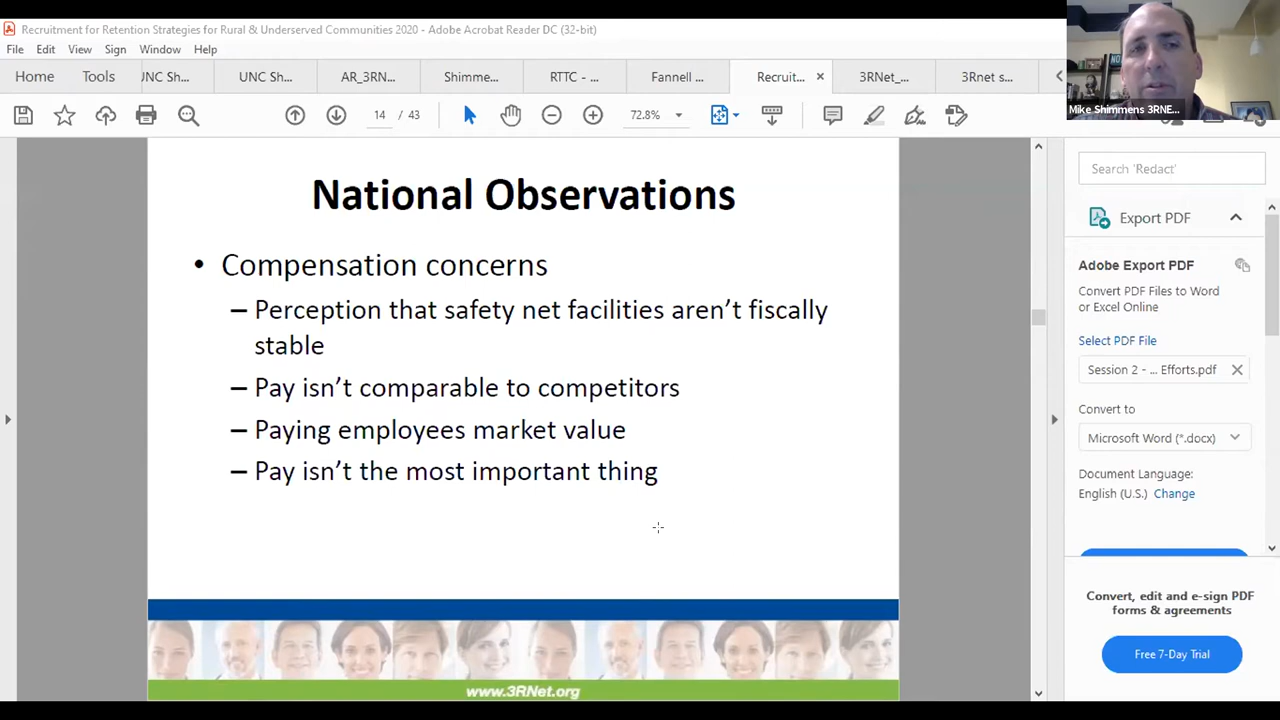 Recruitment for Retention Strategies for Rural & Underserved Communities 2020 - Adobe Acrobat Reader DC (32-bit)
File Edit View Sign Window Help
Home Tools UNC Sh... UNC Sh... AR_3RN... Shimme... RTTC - ... Fannell ... Recruit... × 3RNet_... 3Rnet s...
/ 43 72.8%
Mike Shimmens 3RNE...
National Observations
• Compensation concerns
– Perception that safety net facilities aren't fiscally
stable
– Pay isn't comparable to competitors
– Paying employees market value
– Pay isn't the most important thing
www.3RNet.org
Search 'Redact'
Export PDF
Adobe Export PDF
Convert PDF Files to Word
or Excel Online
Select PDF File
Session 2 - ... Efforts.pdf
Convert to
Microsoft Word (*.docx)
Document Language:
English (U.S.) Change
Convert, edit and e-sign PDF
forms & agreements
Free 7-Day Trial